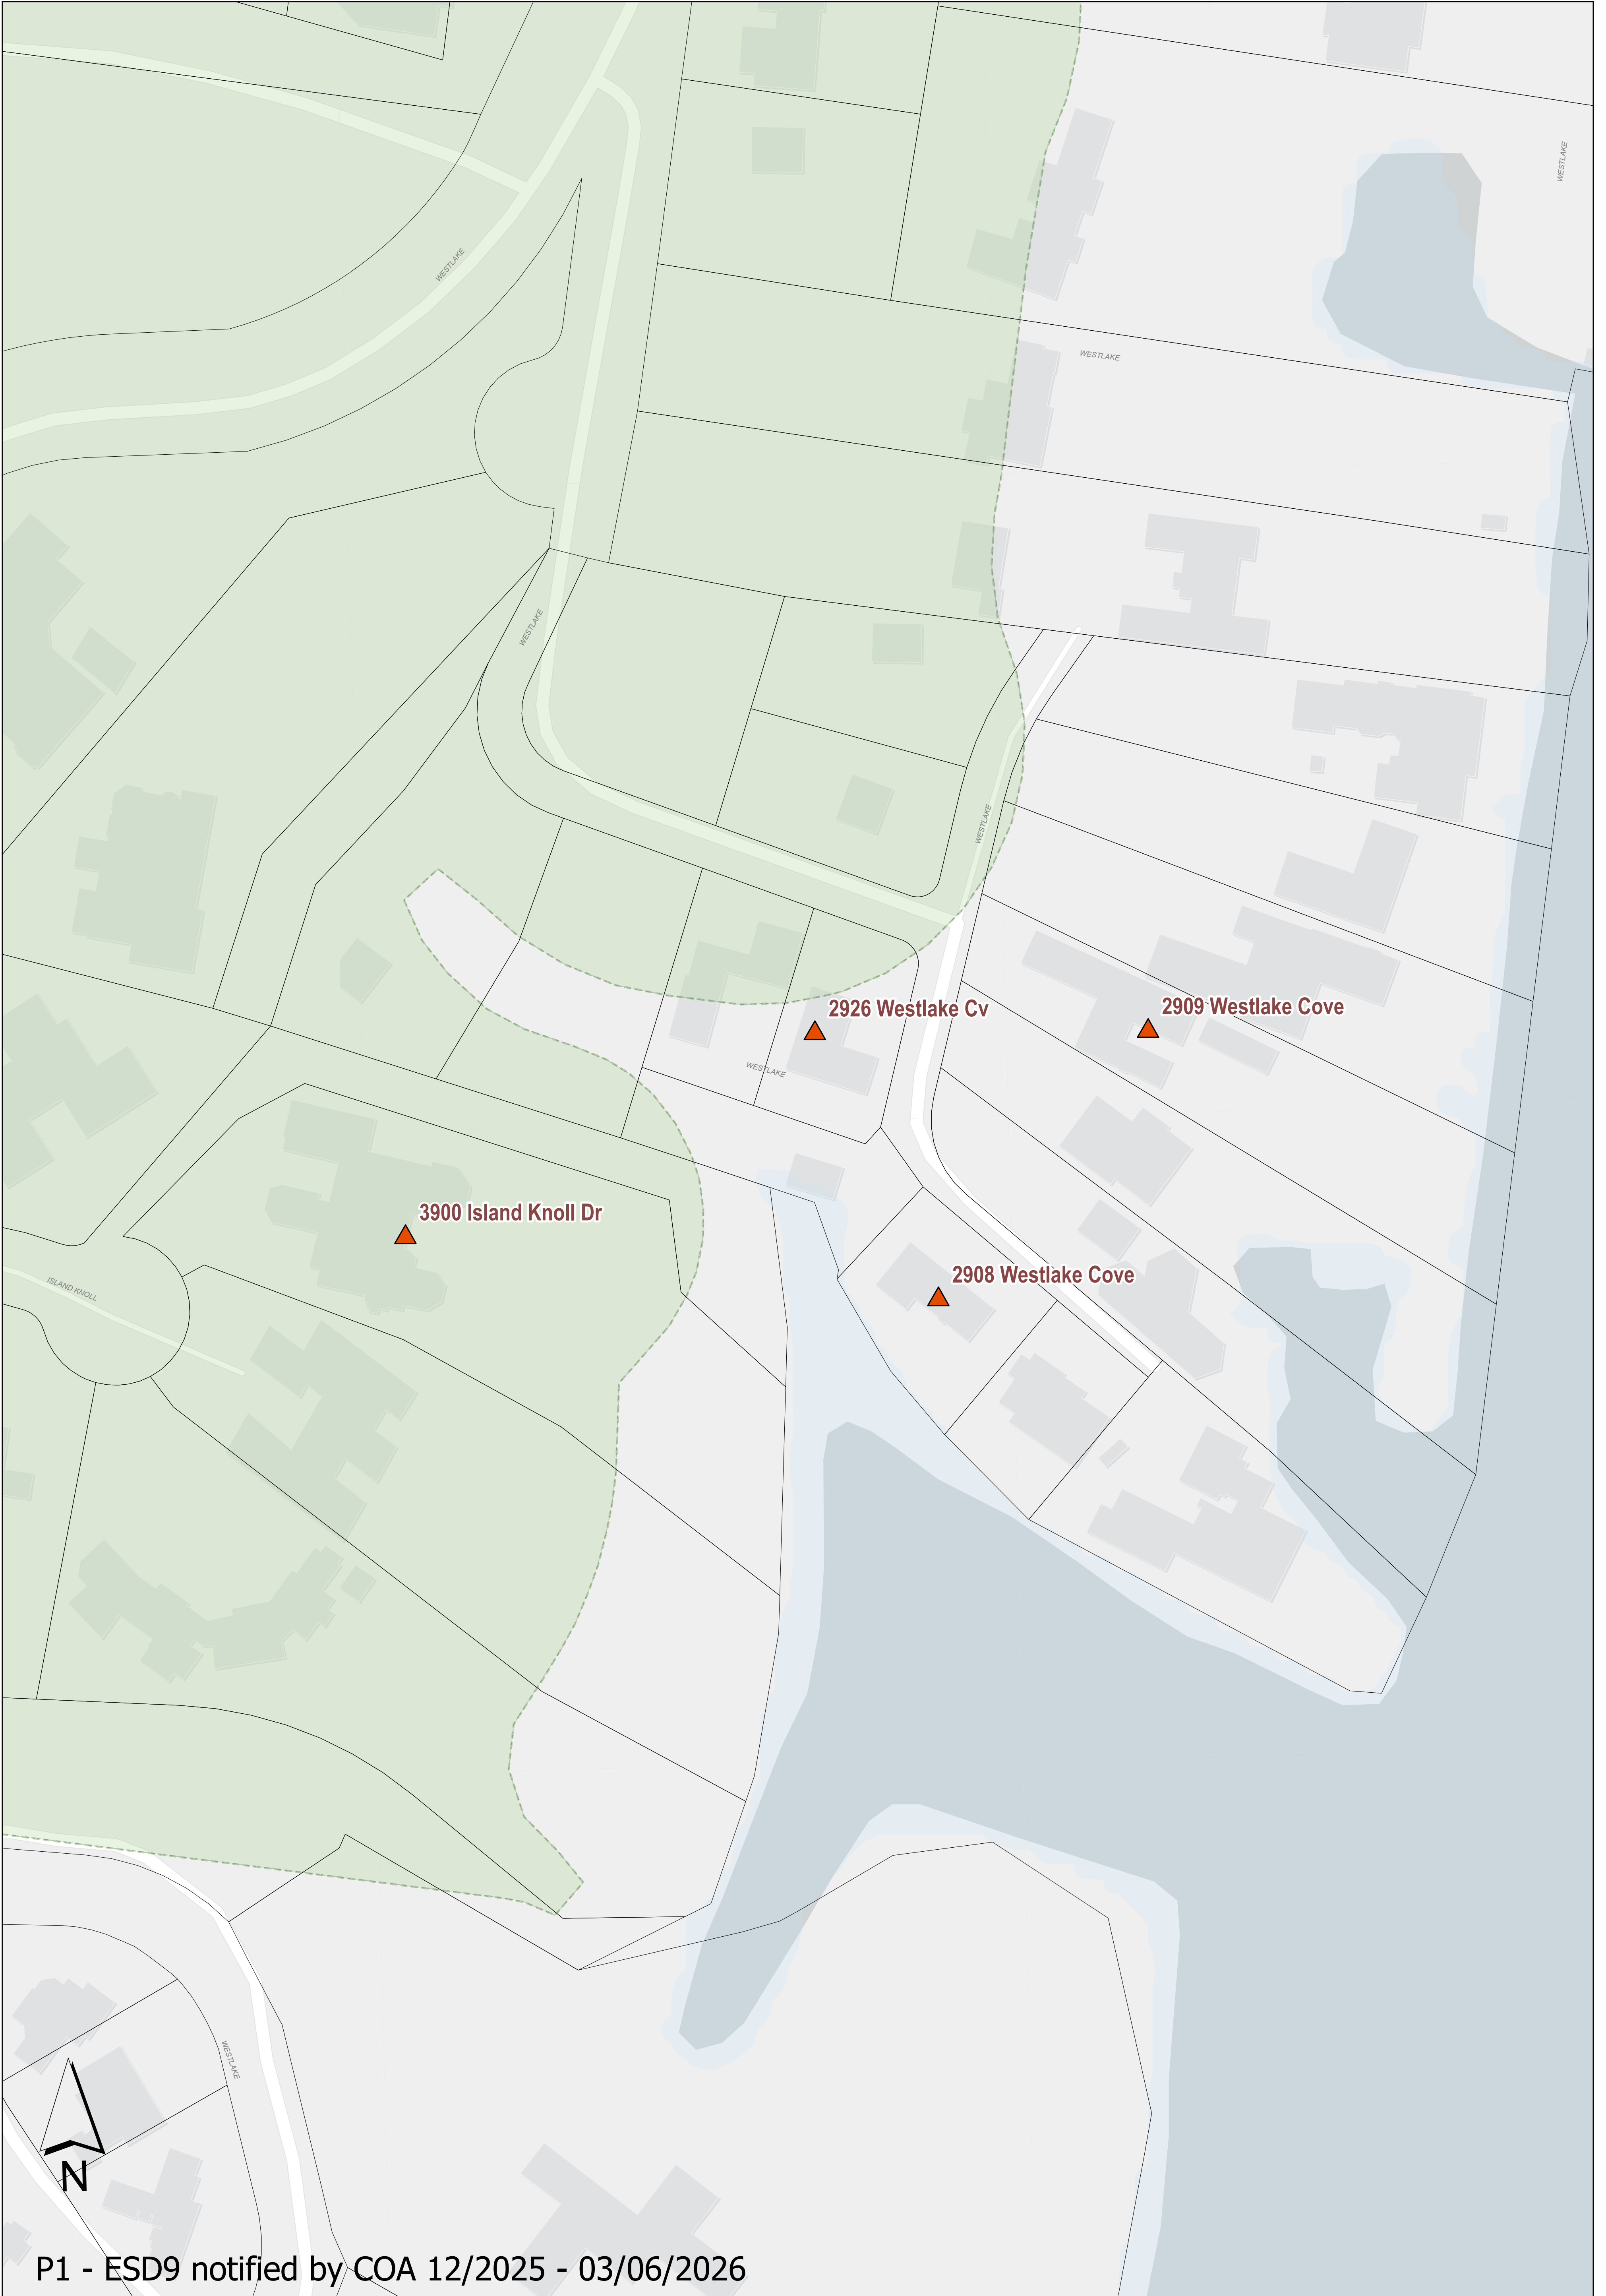 WESTLAKE
WESTLAKE
WESTLAKE
WESTLAKE
WESTLAKE
2926 Westlake Cv
2909 Westlake Cove
WESTLAKE
3900 Island Knoll Dr
2908 Westlake Cove
ISLAND KNOLL
WESTLAKE
N
P1 - ESD9 notified by COA 12/2025 - 03/06/2026